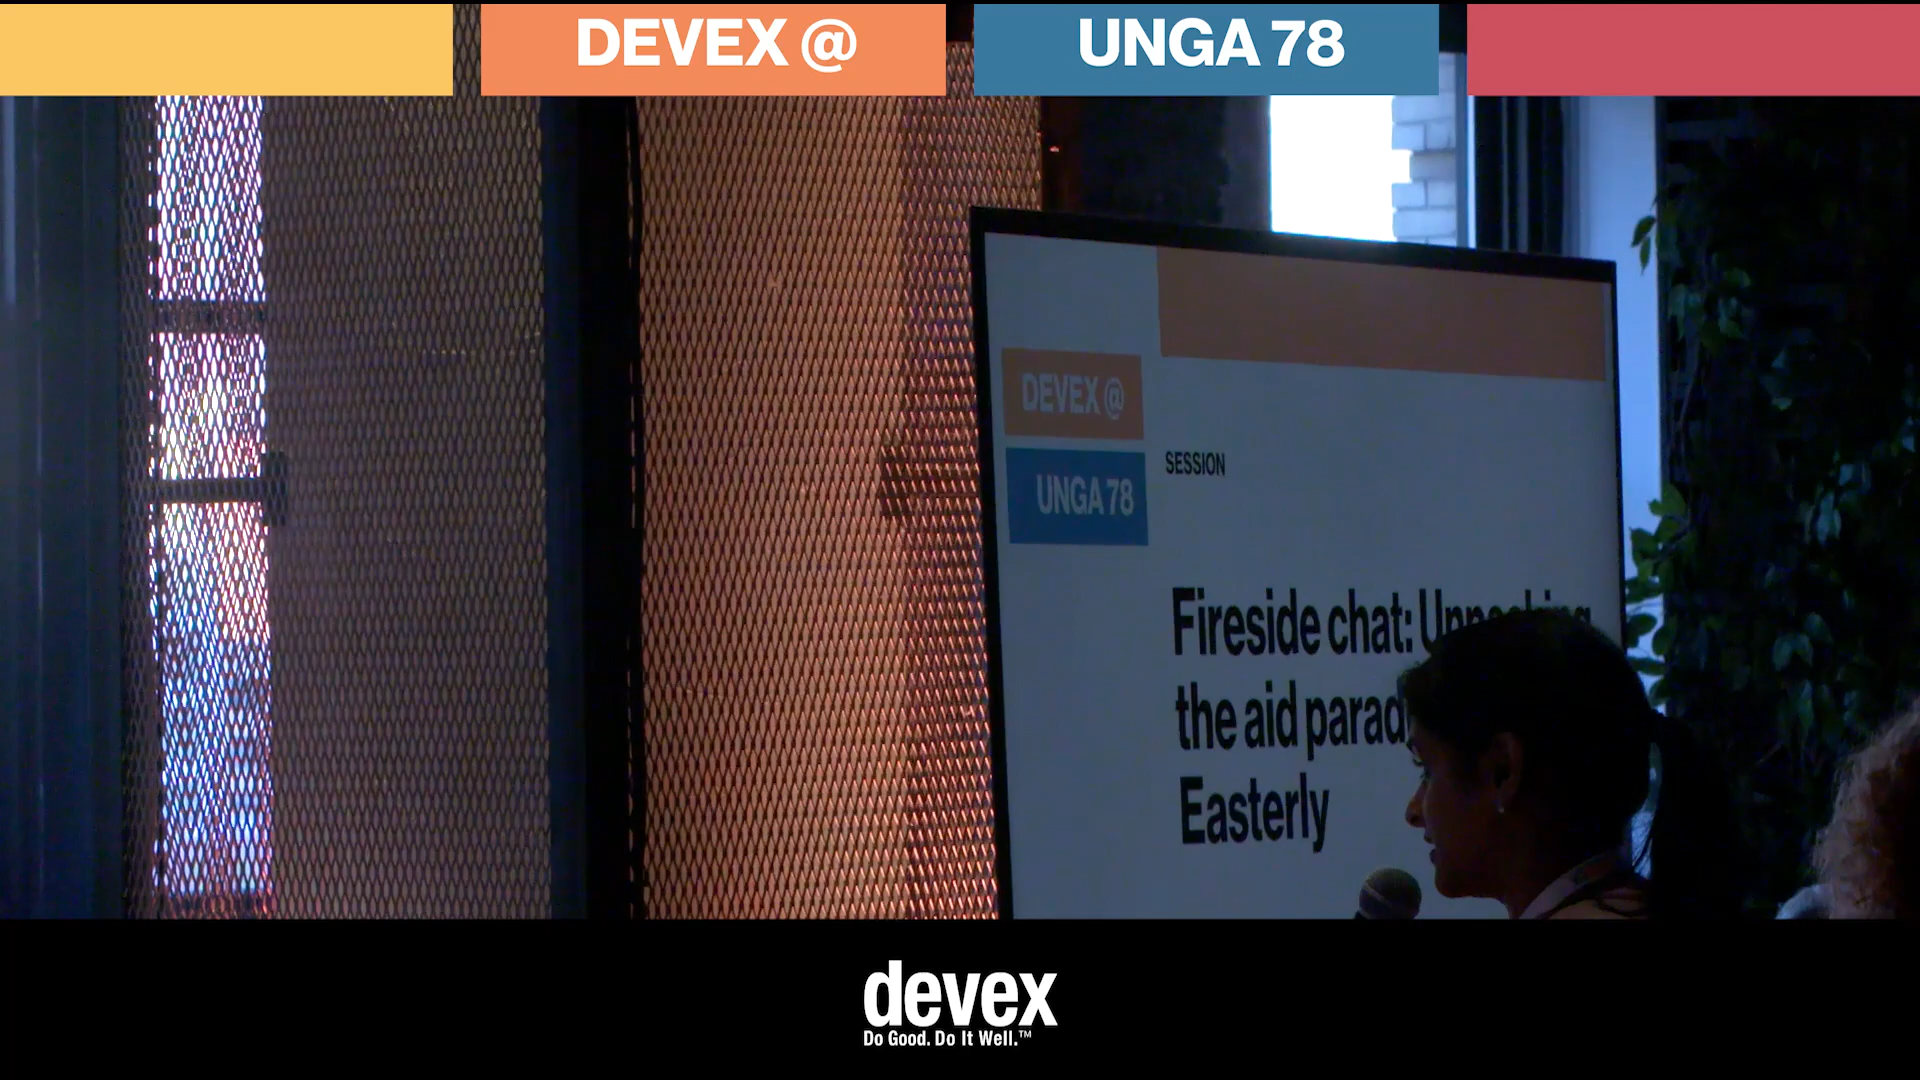 DEVEX @ UNGA 78
DEVEX @
UNGA 78
SESSION
Fireside chat:
the aid
Easterly
devex
Do Good. Do It Well.™